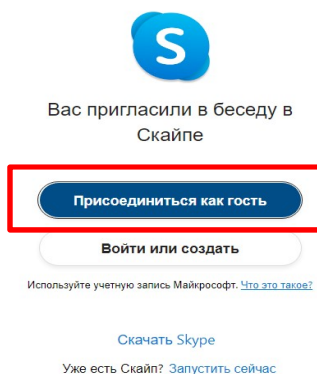 S
Вас пригласили в беседу в
Скайпе
Присоединиться как гость
Войти или создать
Используйте учетную запись Майкрософт. Что это такое?
Скачать Skype
Уже есть Скайп? Запустить сейчас